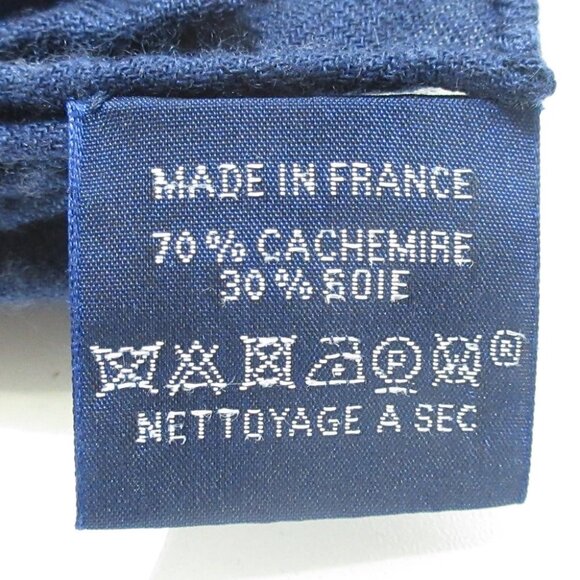 MADE IN FRANCE
70 % CACHEMIRE
30 % SOIE
P W ®
NETTOYAGE A SEC